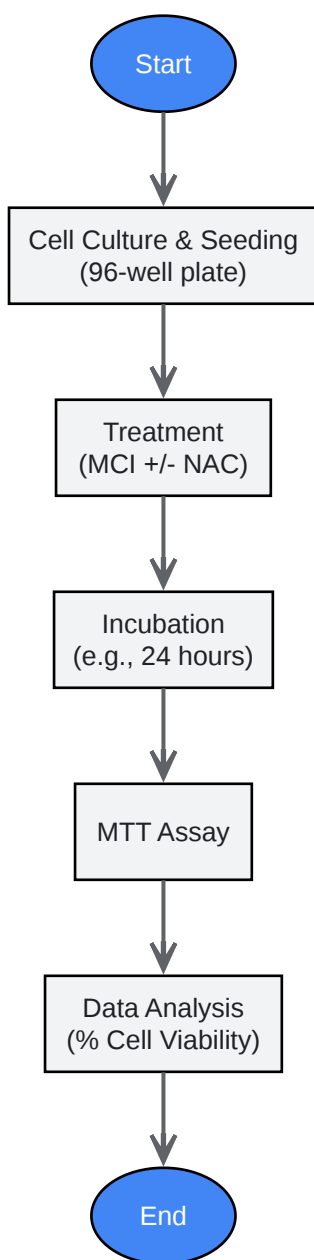 Start
Cell Culture & Seeding
(96-well plate)
Treatment
(MCI +/- NAC)
Incubation
(e.g., 24 hours)
MTT Assay
Data Analysis
(% Cell Viability)
End